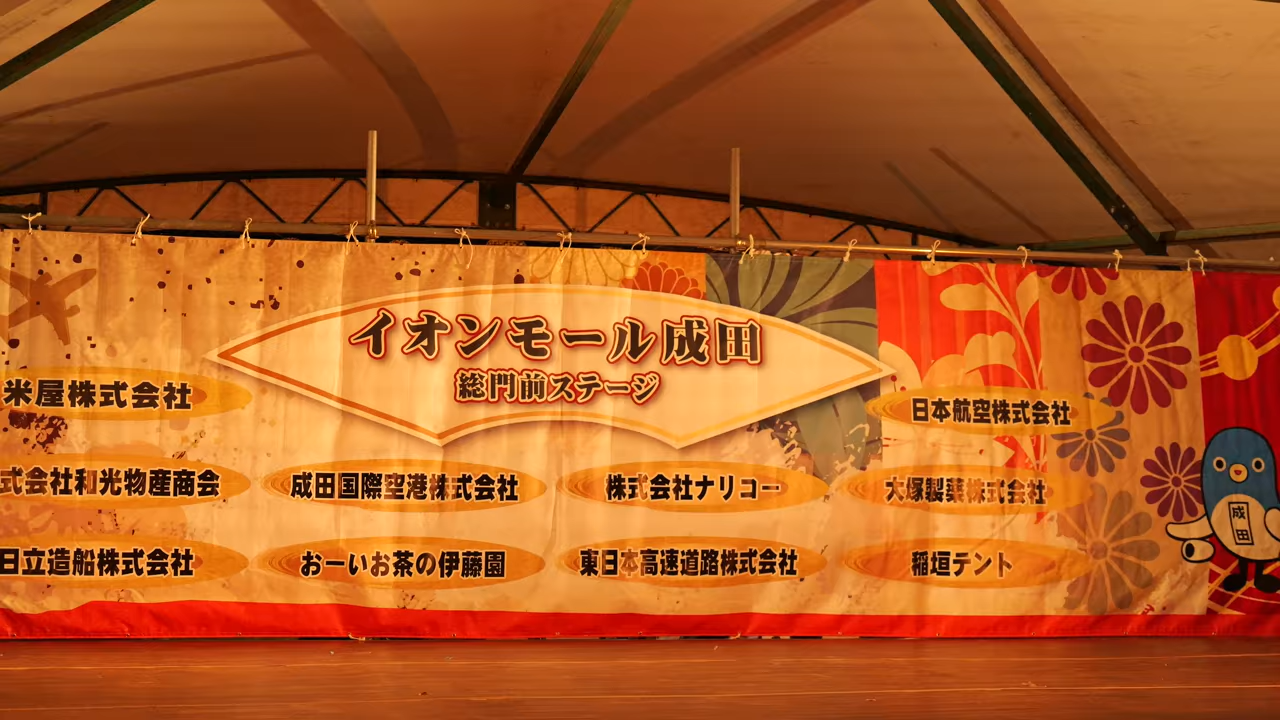 イオンモール成田
総門前ステージ
米屋株式会社
日本航空株式会社
式会社和光物産商会
成田国際空港株式会社
株式会社ナリコー
大塚製薬株式会社
日立造船株式会社
おーいお茶の伊藤園
東日本高速道路株式会社
稲垣テント
成田